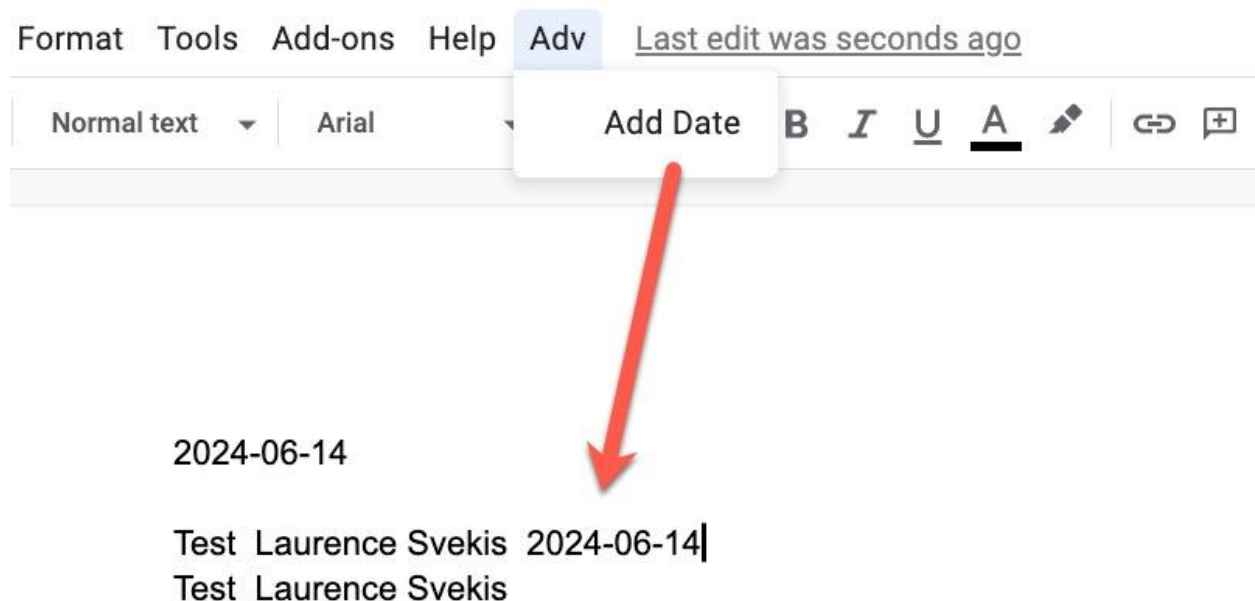 Format Tools Add-ons Help Adv Last edit was seconds ago
Normal text Arial Add Date B I U A
2024-06-14
Test Laurence Svekis 2024-06-14
Test Laurence Svekis